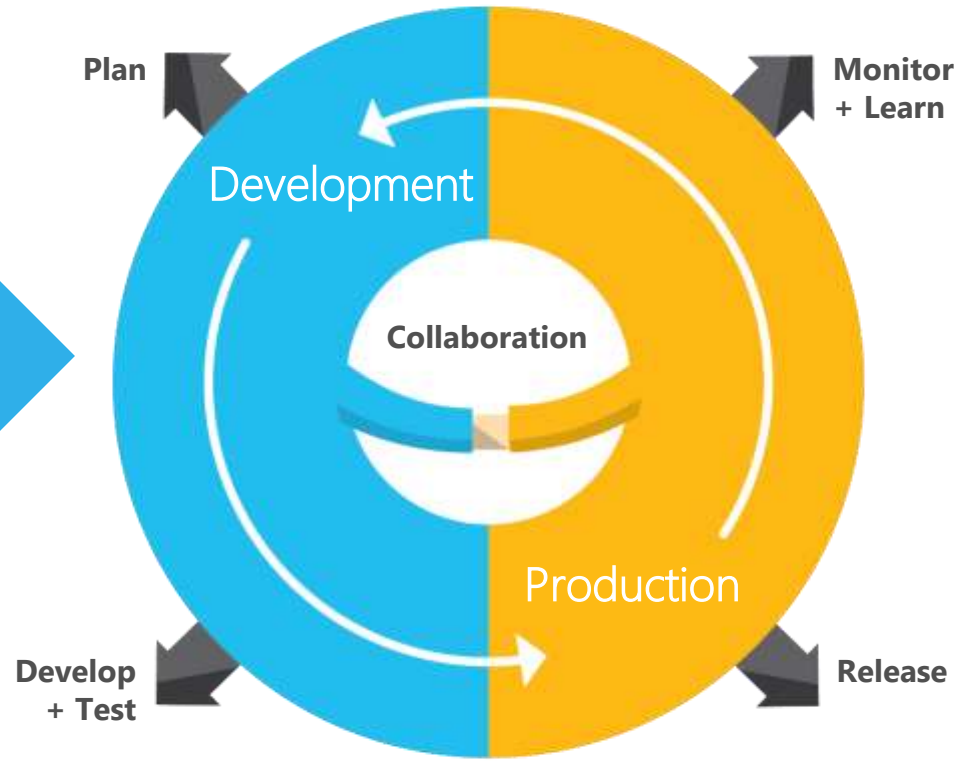 Plan
Monitor
+ Learn
Development
Collaboration
Production
Develop
+ Test
Release